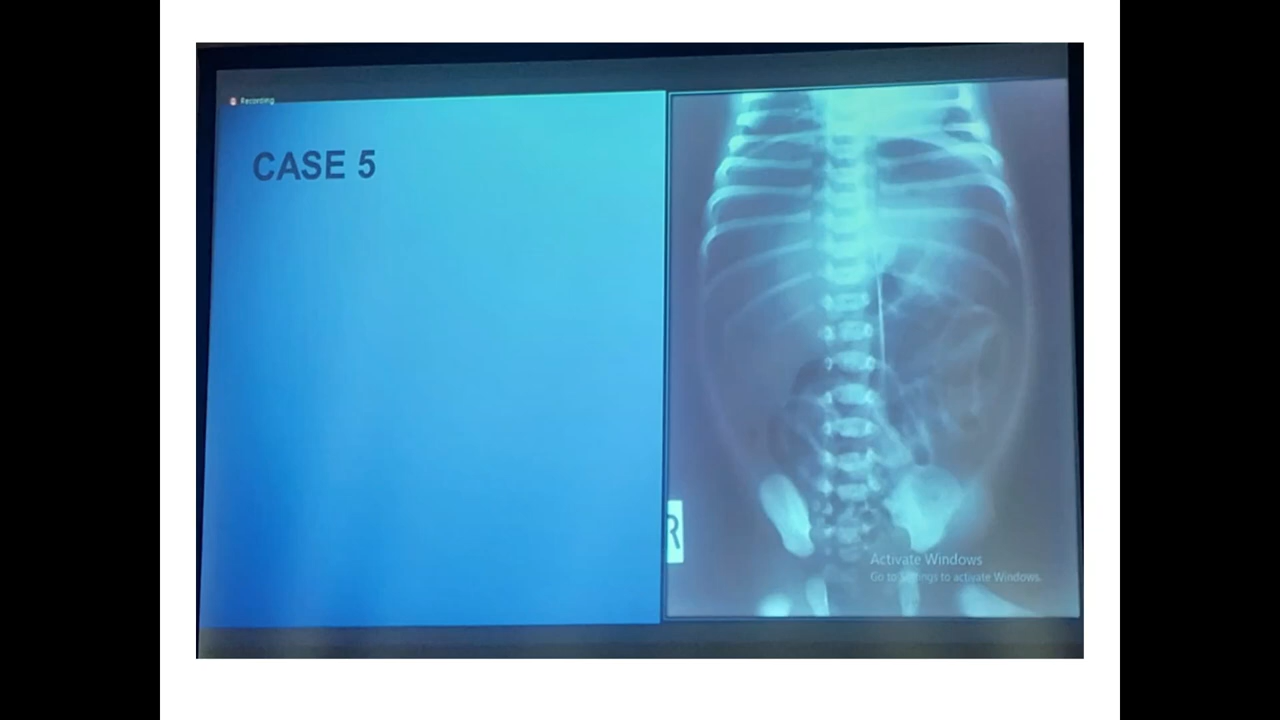 Recording
CASE 5
R
Activate Windows
Go to Settings to activate Windows.